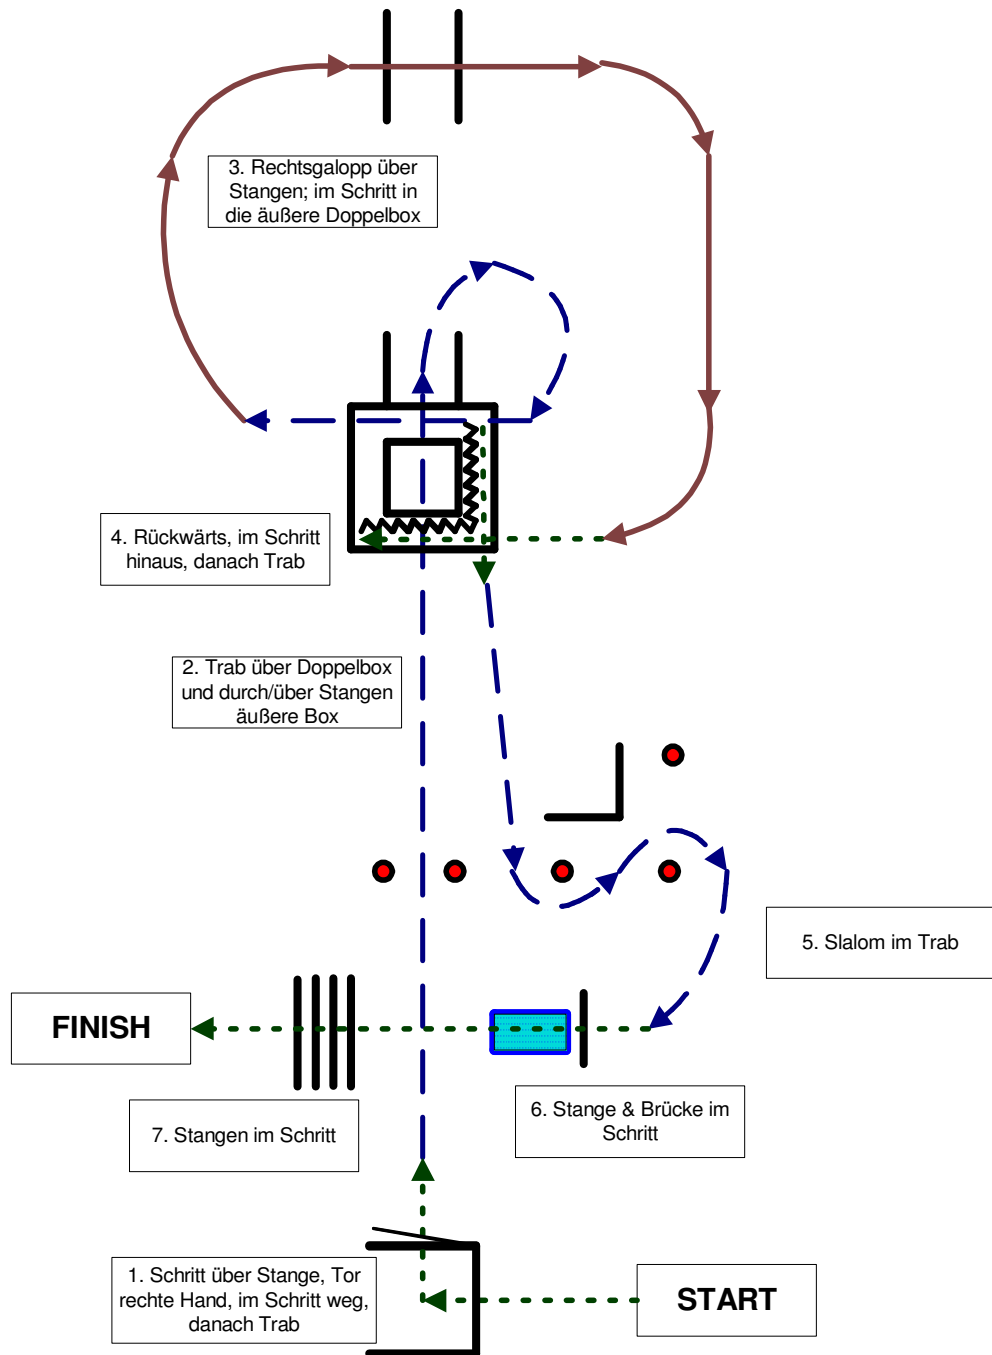 3. Rechtsgalopp über
Stangen; im Schritt in
die äußere Doppelbox
4. Rückwärts, im Schritt
hinaus, danach Trab
2. Trab über Doppelbox
und durch/über Stangen
äußere Box
5. Slalom im Trab
FINISH
6. Stange & Brücke im
Schritt
7. Stangen im Schritt
1. Schritt über Stange, Tor
rechte Hand, im Schritt weg,
danach Trab
START